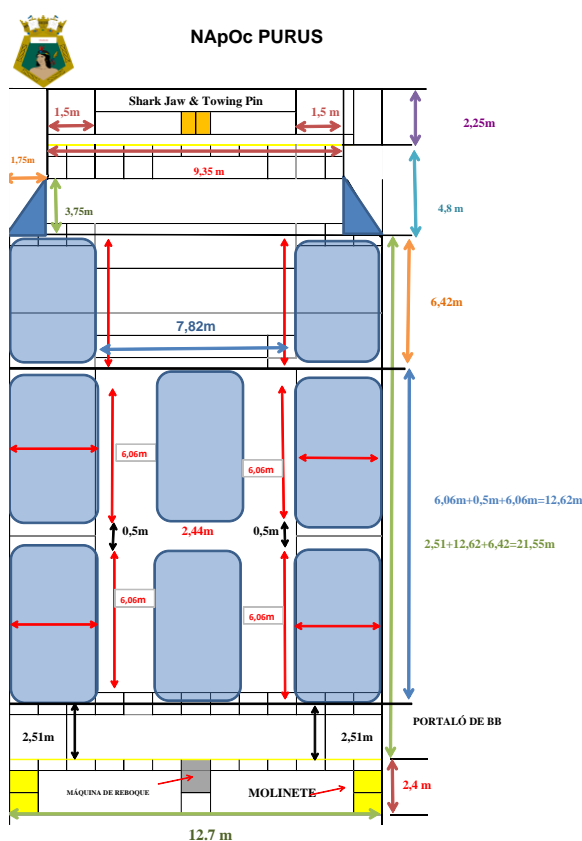 NApOc PURUS
Shark Jaw & Towing Pin
1,5m
1,5 m
2,25m
1,75m
9,35 m
3,75m
4,8 m
6,42m
7,82m
6,06m
6,06m
6,06m+0,5m+6,06m=12,62m
0,5m
2,44m
0,5m
2,51+12,62+6,42=21,55m
6,06m
6,06m
PORTALÓ DE BB
2,51m
2,51m
MÁQUINA DE REBOQUE
MOLINETE
2,4 m
12.7 m